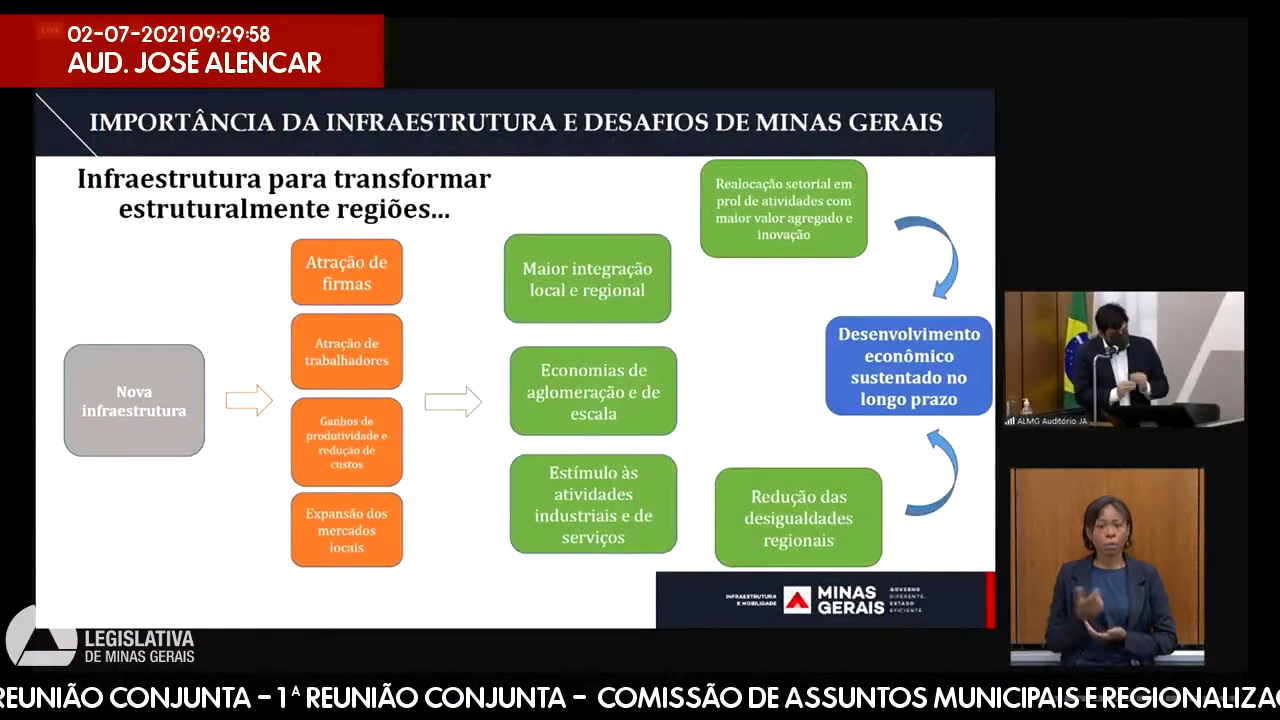 02-07-2021 09:29:58
AUD. JOSÉ ALENCAR
IMPORTÂNCIA DA INFRAESTRUTURA E DESAFIOS DE MINAS GERAIS
Infraestrutura para transformar
estruturalmente regiões...
Nova
infraestrutura
Atração de
firmas
Atração de
trabalhadores
Ganhos de
produtividade e
redução de
custos
Expansão dos
mercados
locais
Maior integração
local e regional
Economias de
aglomeração e de
escala
Estímulo às
atividades
industriais e de
serviços
Realocação setorial em
prol de atividades com
maior valor agregado e
inovação
Redução das
desigualdades
regionais
Desenvolvimento
econômico
sustentado no
longo prazo
ALMG Auditório JA
INFRAESTRUTURA
E MOBILIDADE
MINAS
GERAIS
GOVERNO
DIFERENTE.
ESTADO
EFICIENTE.
LEGISLATIVA
DE MINAS GERAIS
REUNIÃO CONJUNTA - 1ª REUNIÃO CONJUNTA - COMISSÃO DE ASSUNTOS MUNICIPAIS E REGIONALIZAÇ